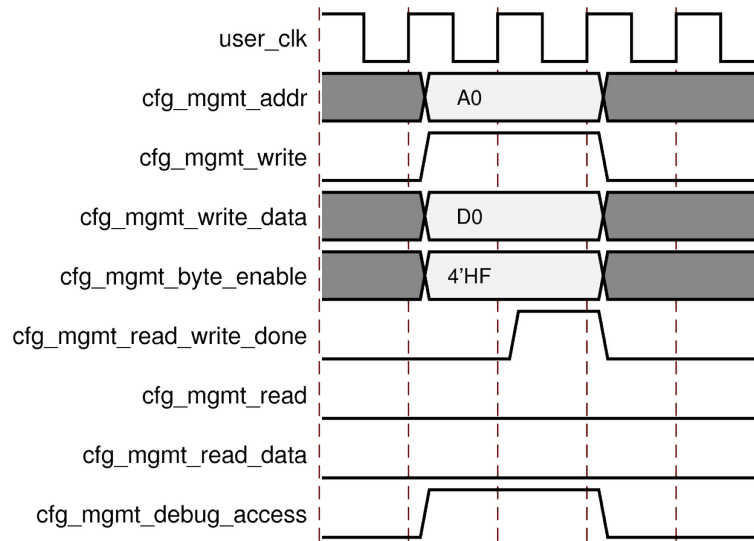 user_clk
cfg_mgmt_addr A0
cfg_mgmt_write
cfg_mgmt_write_data D0
cfg_mgmt_byte_enable 4'HF
cfg_mgmt_read_write_done
cfg_mgmt_read
cfg_mgmt_read_data
cfg_mgmt_debug_access